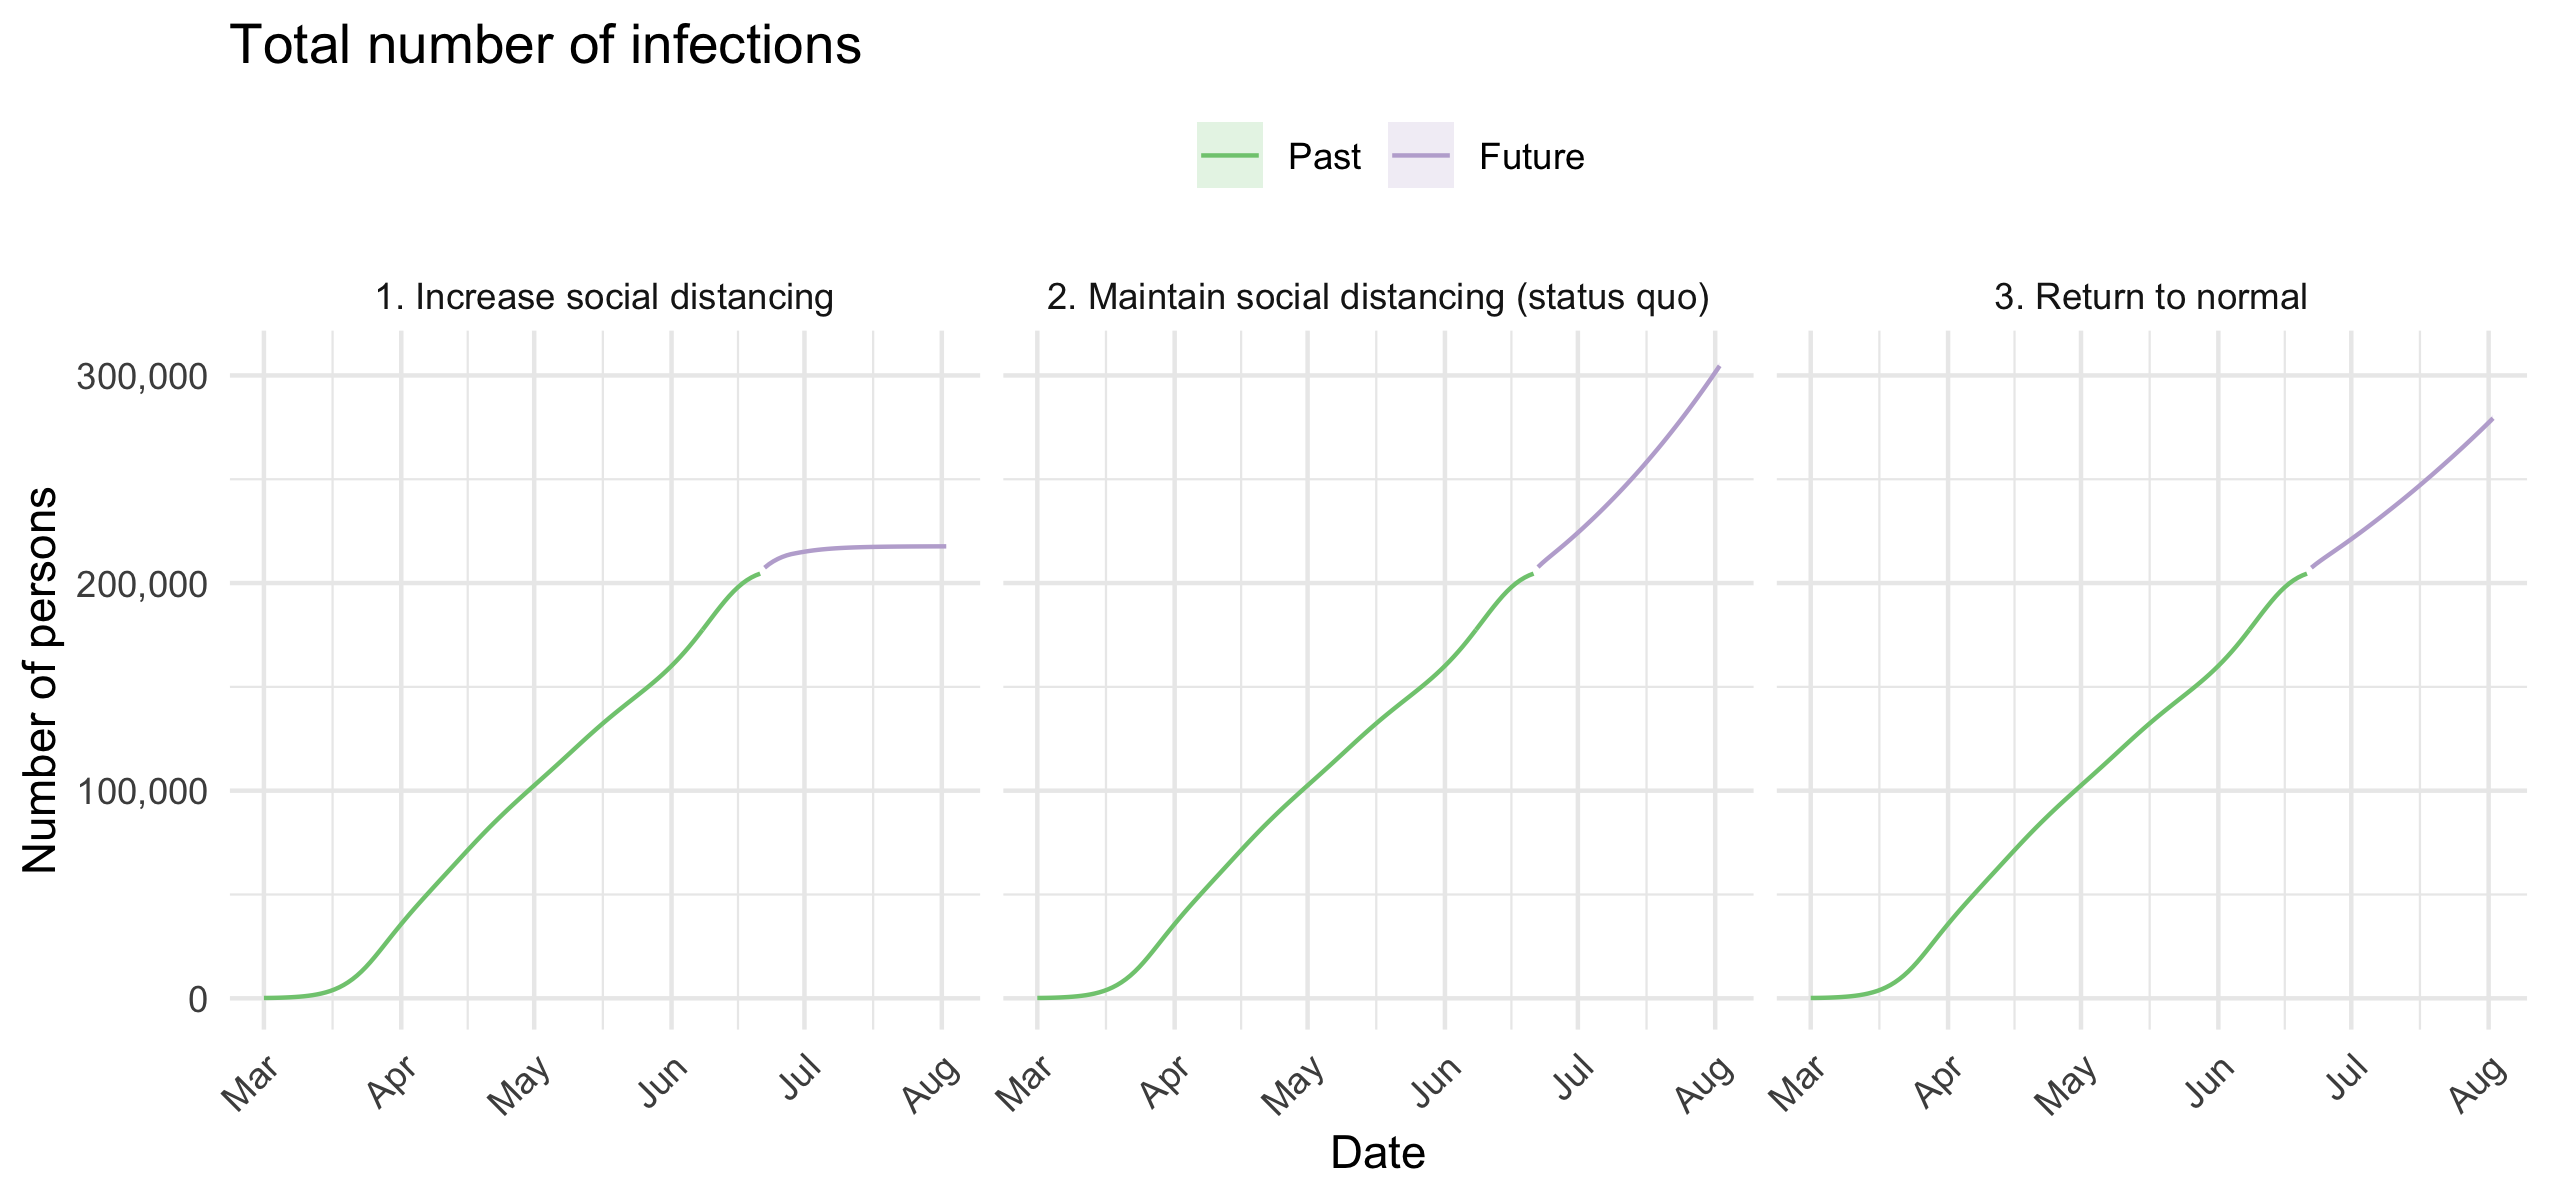 Total number of infections
Past Future
1. Increase social distancing
2. Maintain social distancing (status quo)
3. Return to normal
Number of persons
300,000
200,000
100,000
0
Mar Apr May Jun Jul Aug
Mar Apr May Jun Jul Aug
Mar Apr May Jun Jul Aug
Date